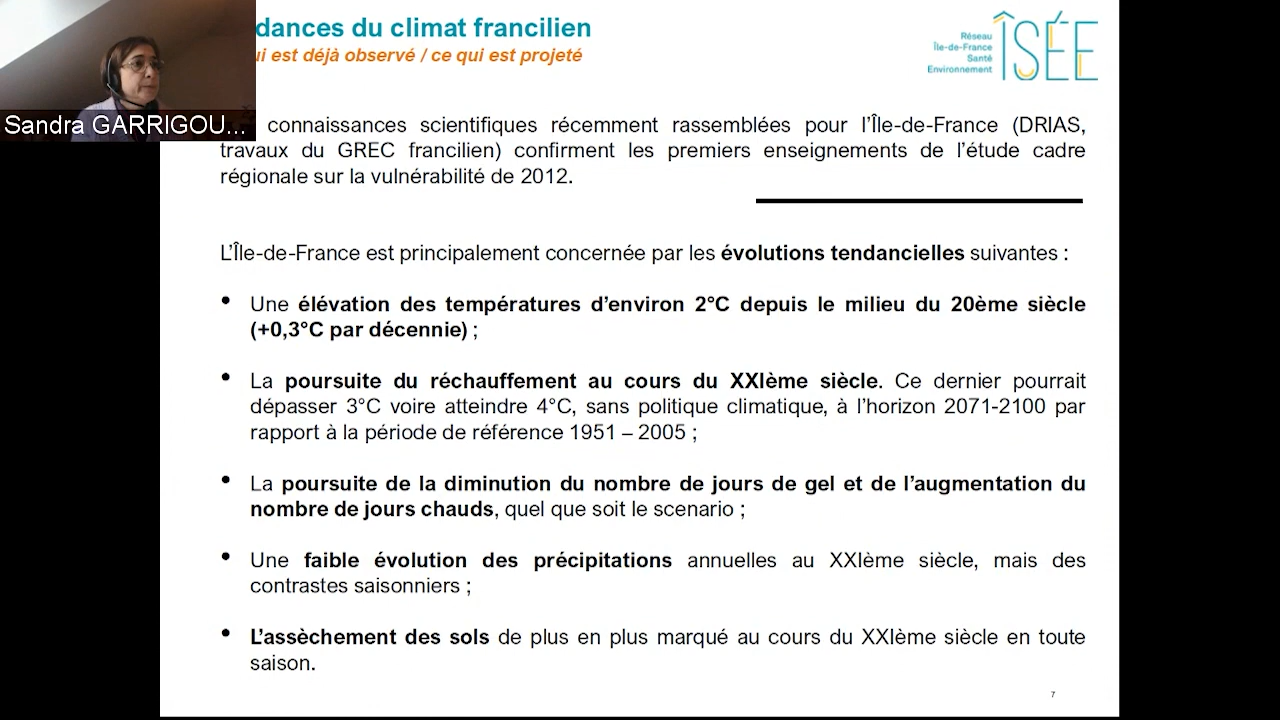 dances du climat francilien
ui est déjà observé / ce qui est projeté
Réseau
Île-de-France
Santé
Environnement
ÎSÉE
Sandra GARRIGOU...
connaissances scientifiques récemment rassemblées pour l’Île-de-France (DRIAS,
travaux du GREC francilien) confirment les premiers enseignements de l’étude cadre
régionale sur la vulnérabilité de 2012.
L’Île-de-France est principalement concernée par les évolutions tendancielles suivantes :
• Une élévation des températures d’environ 2°C depuis le milieu du 20ème siècle
(+0,3°C par décennie) ;
• La poursuite du réchauffement au cours du XXIème siècle. Ce dernier pourrait
dépasser 3°C voire atteindre 4°C, sans politique climatique, à l’horizon 2071-2100 par
rapport à la période de référence 1951 – 2005 ;
• La poursuite de la diminution du nombre de jours de gel et de l’augmentation du
nombre de jours chauds, quel que soit le scenario ;
• Une faible évolution des précipitations annuelles au XXIème siècle, mais des
contrastes saisonniers ;
• L’assèchement des sols de plus en plus marqué au cours du XXIème siècle en toute
saison.
7